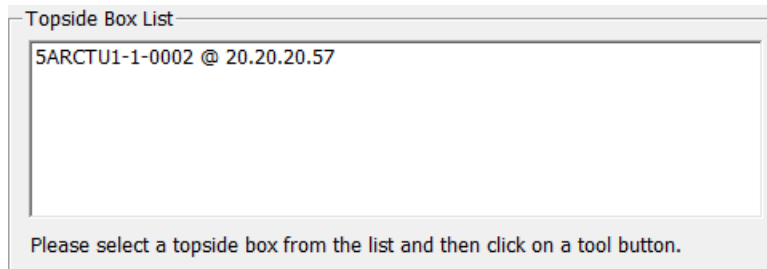 Topside Box List
5ARCTU1-1-0002 @ 20.20.20.57
Please select a topside box from the list and then click on a tool button.